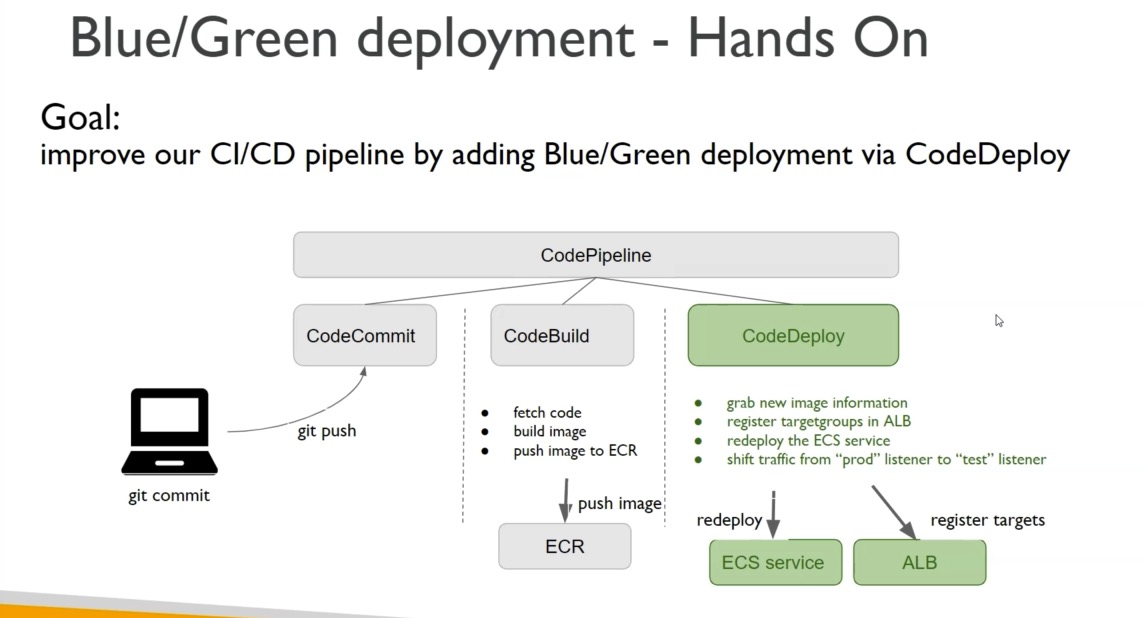 Blue/Green deployment - Hands On
Goal:
improve our CI/CD pipeline by adding Blue/Green deployment via CodeDeploy
CodePipeline
CodeCommit
CodeBuild
CodeDeploy
git push
git commit
fetch code
build image
push image to ECR
push image
ECR
grab new image information
register targetgroups in ALB
redeploy the ECS service
shift traffic from “prod” listener to “test” listener
redeploy
register targets
ECS service
ALB